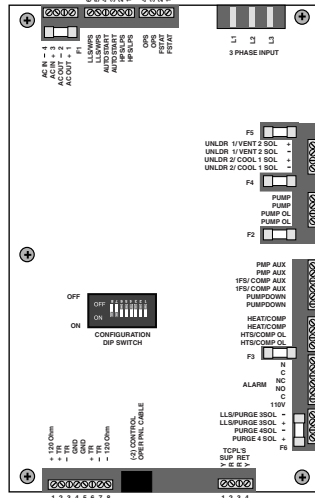 AC IN - 4
AC IN + 3
AC OUT - 2
AC OUT + 1
F1
LLS/WPS
LLS/WPS
AUTO START
AUTO START
HPS/LPS
HPS/LPS
OPS
OPS
FSTAT
FSTAT
L1
L2
L3
3 PHASE INPUT
F5
UNLDR 1/ VENT 2 SOL +
UNLDR 1/ VENT 2 SOL -
UNLDR 2/ COOL 1 SOL +
UNLDR 2/ COOL 1 SOL -
F4
PUMP
PUMP
PUMP OL
PUMP OL
F2
PMP AUX
PMP AUX
1FS/ COMP AUX
1FS/ COMP AUX
PUMPDOWN
PUMPDOWN
HEAT/COMP
HEAT/COMP
HTS/COMP OL
HTS/COMP OL
F3
N
C
ALARM
NC
NO
C
110V
LLS/PURGE 3SOL -
LLS/PURGE 3SOL +
PURGE 4SOL -
PURGE 4 SOL +
F6
OFF
ON
OFF
ON
CONFIGURATION
DIP SWITCH
+ 120 Ohm
+ TR
- TR
GND
GND
+ TR
- TR
- 120 Ohm
(-2) CONTROL
OPER PNL CABLE
TCPL'S
SUP RET
Y R R Y
1 2 3 4 5 6 7 8
1 2 3 4